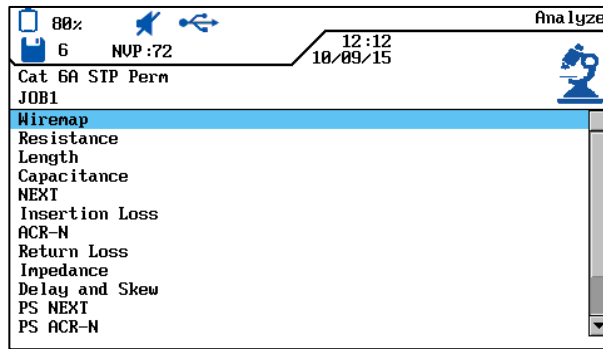 80%
Analyze
6 NVP:72
12:12
10/09/15
Cat 6A STP Perm
JOB1
Wiremap
Resistance
Length
Capacitance
NEXT
Insertion Loss
ACR-N
Return Loss
Impedance
Delay and Skew
PS NEXT
PS ACR-N